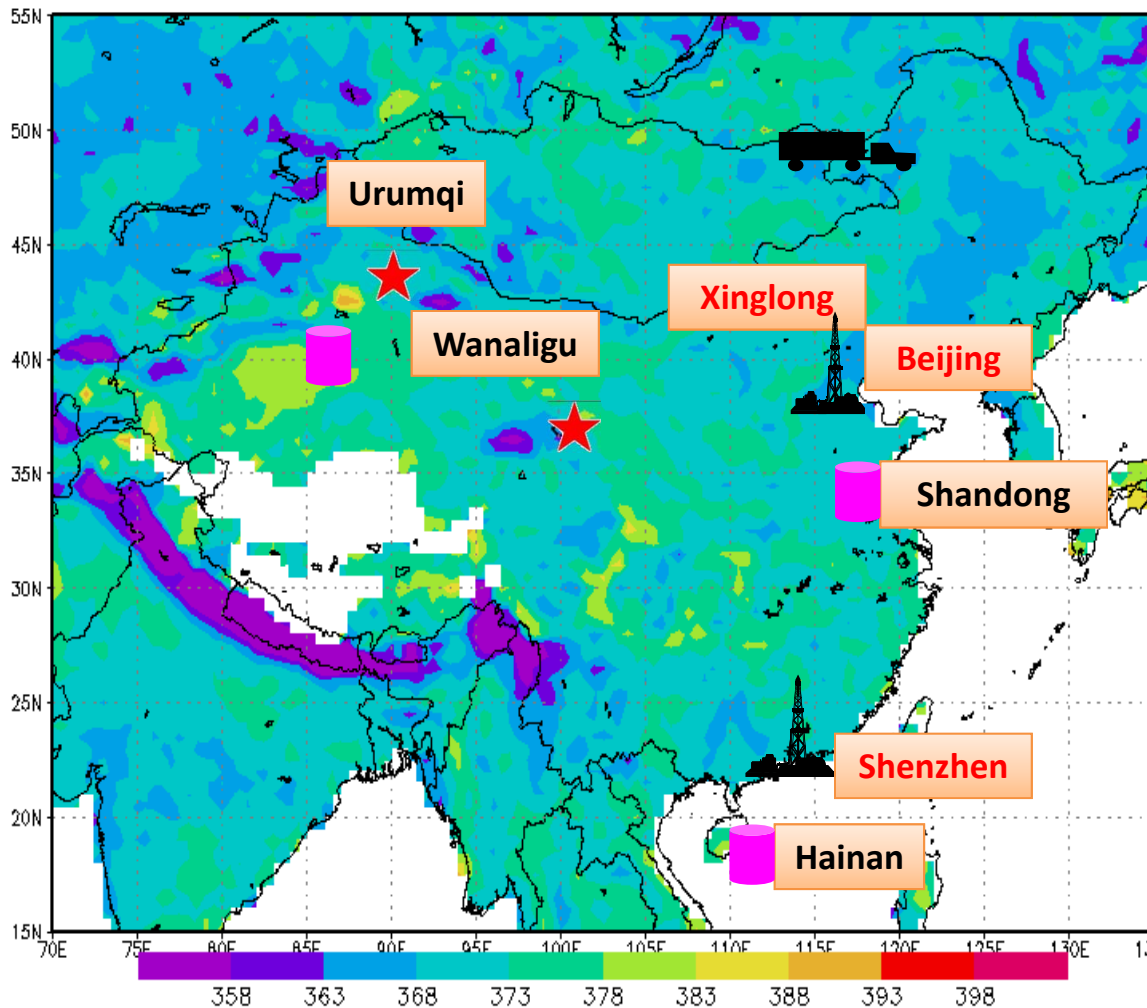 55N
50N
Urumqi
45N
Xinglong
Wanaligu
40N
Beijing
35N
Shandong
30N
25N
Shenzhen
20N
Hainan
15N
70E 75E 80E 85E 90E 95E 100E 105E 110E 115E 120E 125E 130E
358 363 368 373 378 383 388 393 398